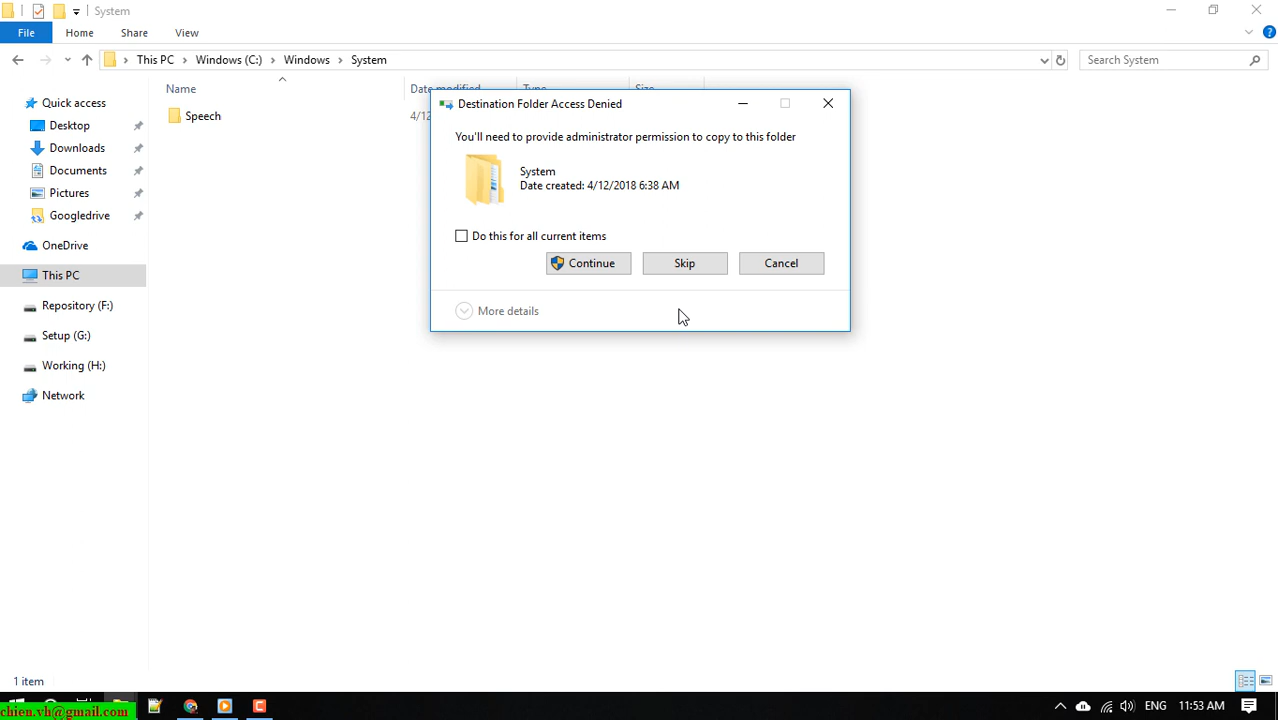 System
File
Home
Share
View
This PC
Windows (C:)
Windows
System
Search System
Name
Date modified
Type
Size
Speech
4/12
Quick access
Desktop
Downloads
Documents
Pictures
Googledrive
OneDrive
This PC
Repository (F:)
Setup (G:)
Working (H:)
Network
Destination Folder Access Denied
You'll need to provide administrator permission to copy to this folder
System
Date created: 4/12/2018 6:38 AM
Do this for all current items
Continue
Skip
Cancel
More details
1 item
chien.vh@gmail.com
ENG
11:53 AM